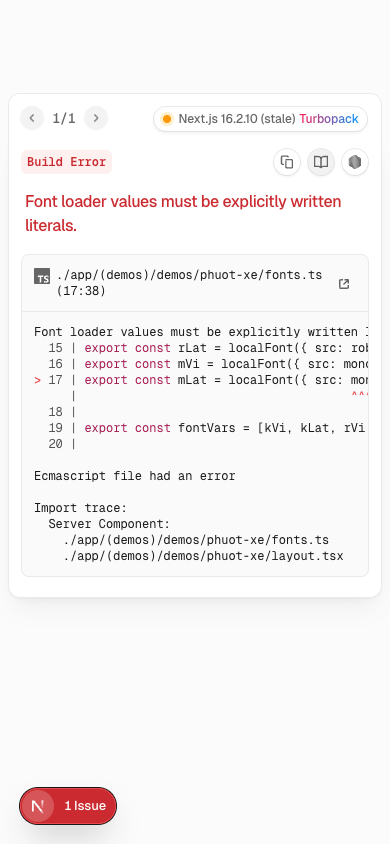 1/1
Next.js 16.2.10 (stale) Turbopack
Build Error
Font loader values must be explicitly written
literals.
TS ./app/(demos)/demos/phuot-xe/fonts.ts
(17:38)
Font loader values must be explicitly written
15 | export const rLat = localFont({ src:
16 | export const mVi = localFont({ src:
> 17 | export const mLat = localFont({ src:
| ^^
18 |
19 | export const fontVars = [kVi, kLat, rVi
20 |
Ecmascript file had an error
Import trace:
Server Component:
./app/(demos)/demos/phuot-xe/fonts.ts
./app/(demos)/demos/phuot-xe/layout.tsx
N 1 Issue